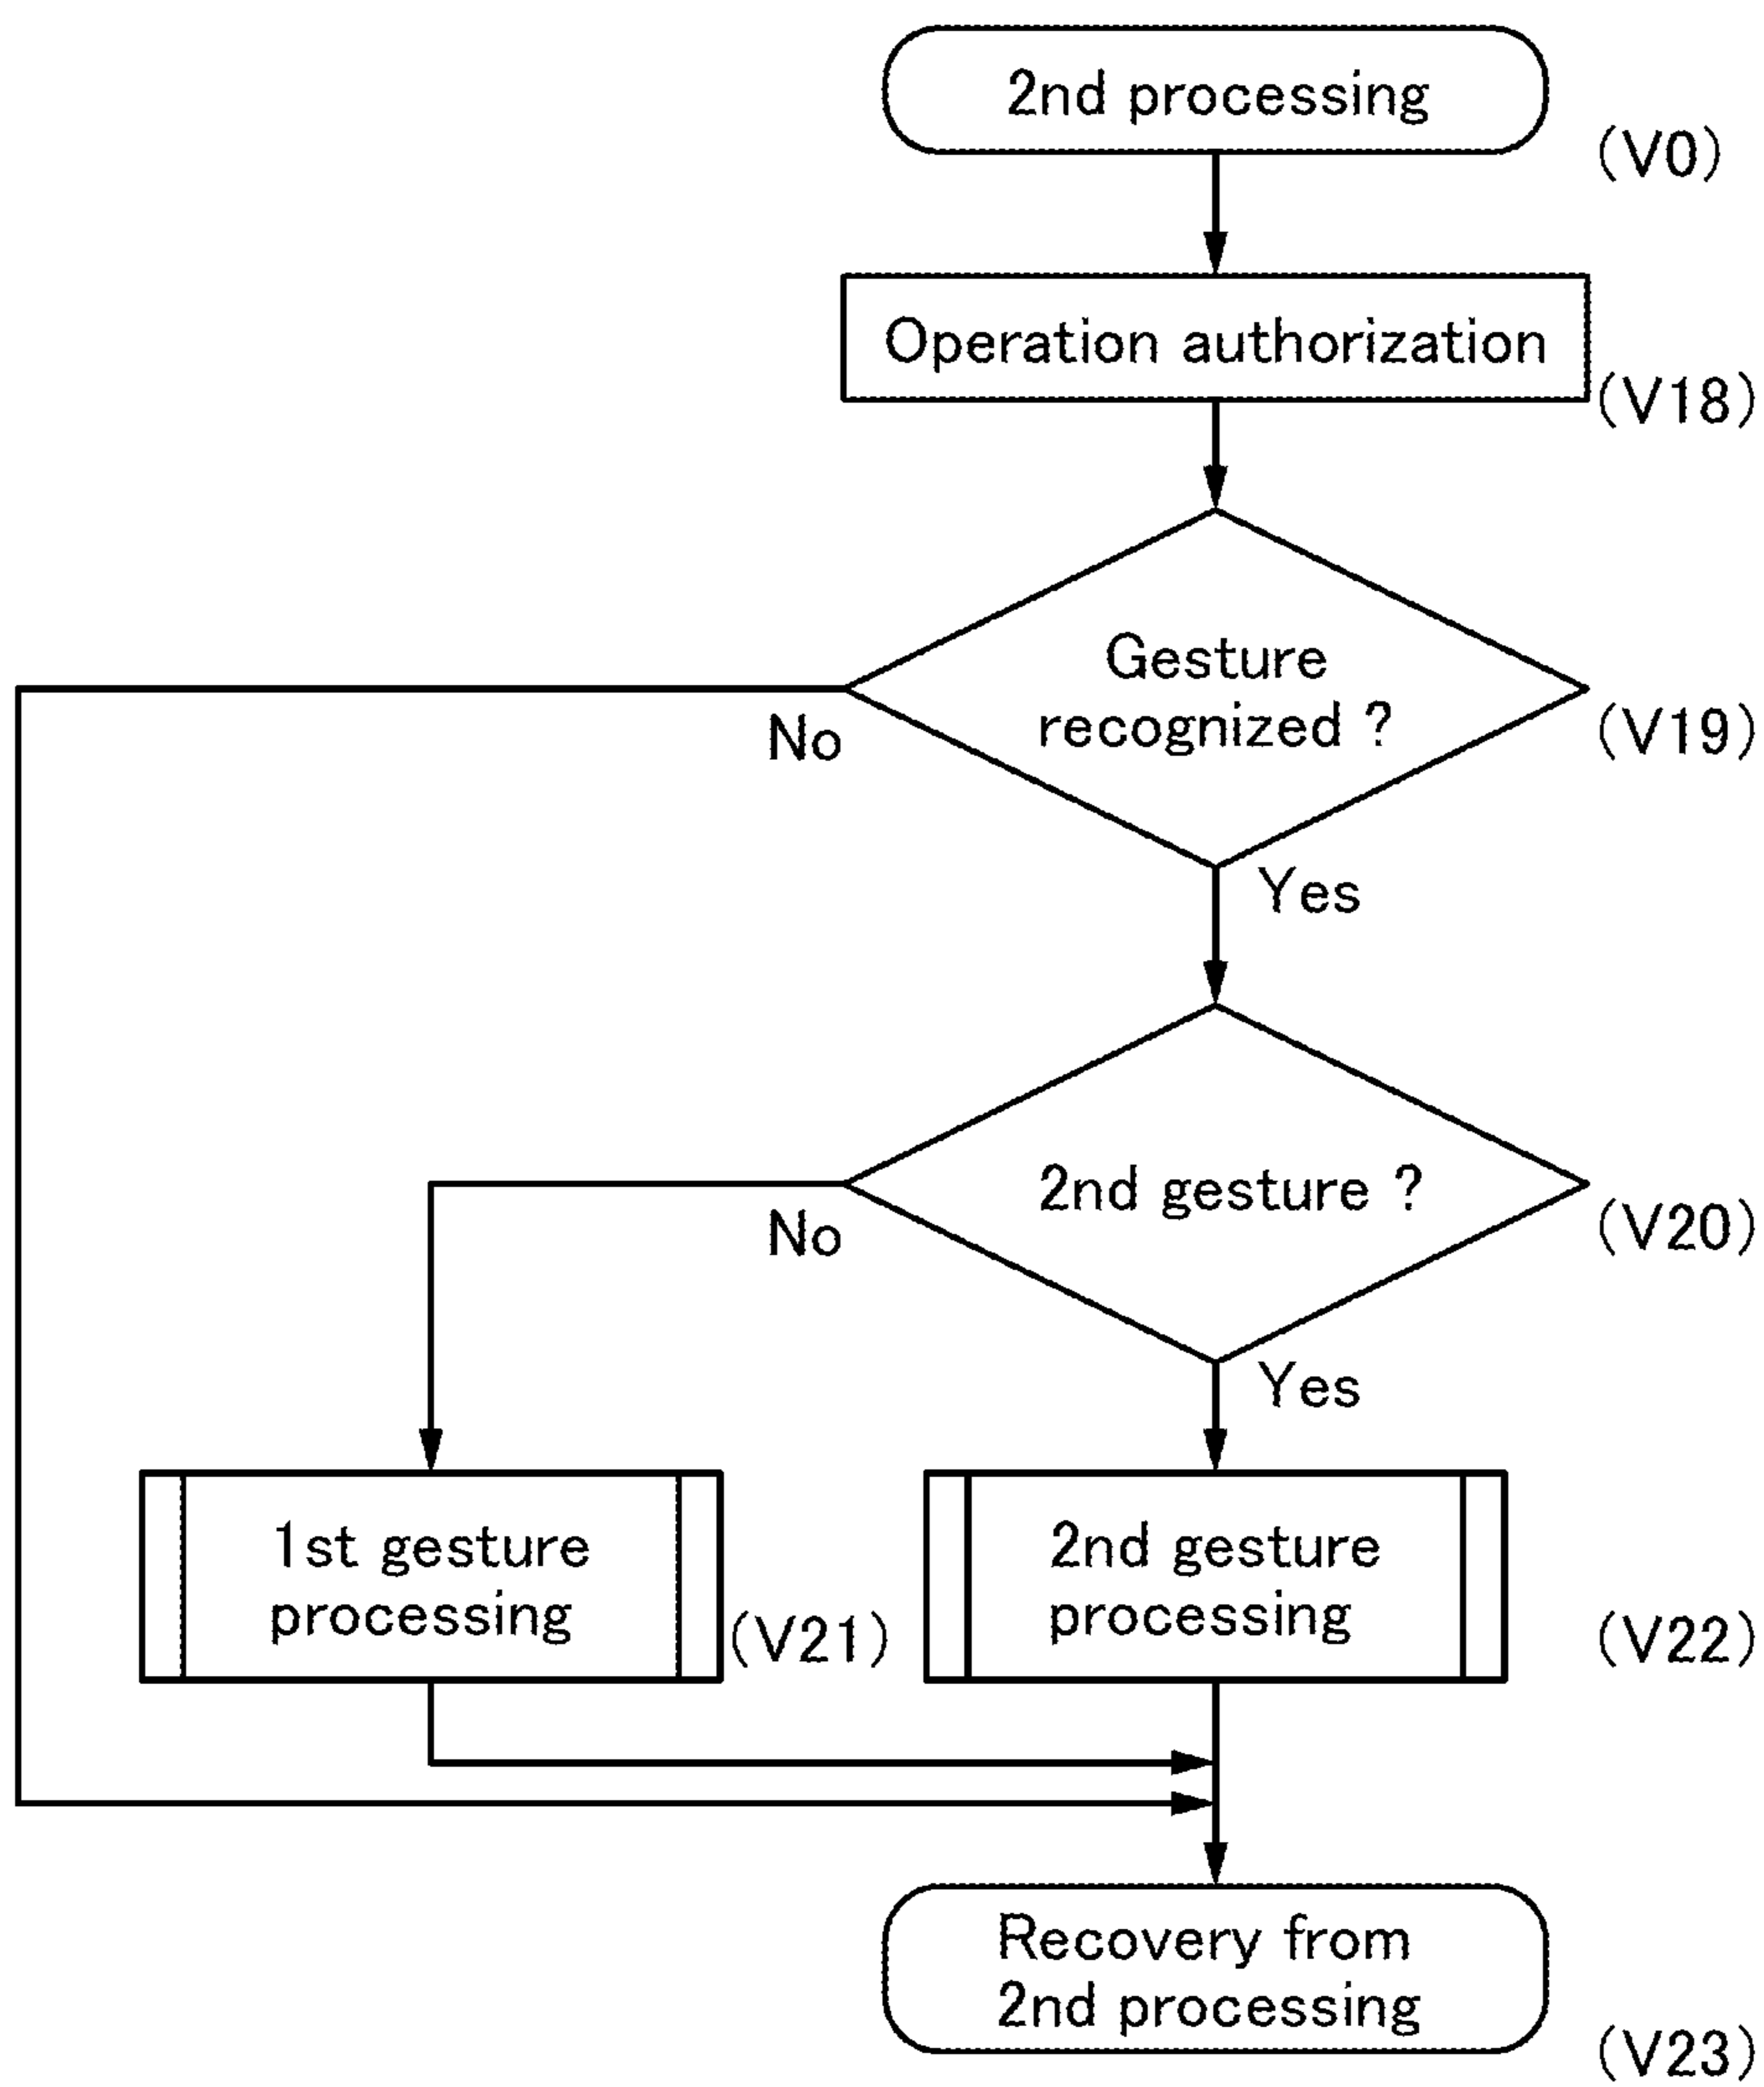 2nd processing
(V0)
Operation authorization
(V18)
Gesture
recognized ?
(V19)
No
Yes
2nd gesture ?
(V20)
No
Yes
1st gesture
processing
(V21)
2nd gesture
processing
(V22)
Recovery from
2nd processing
(V23)